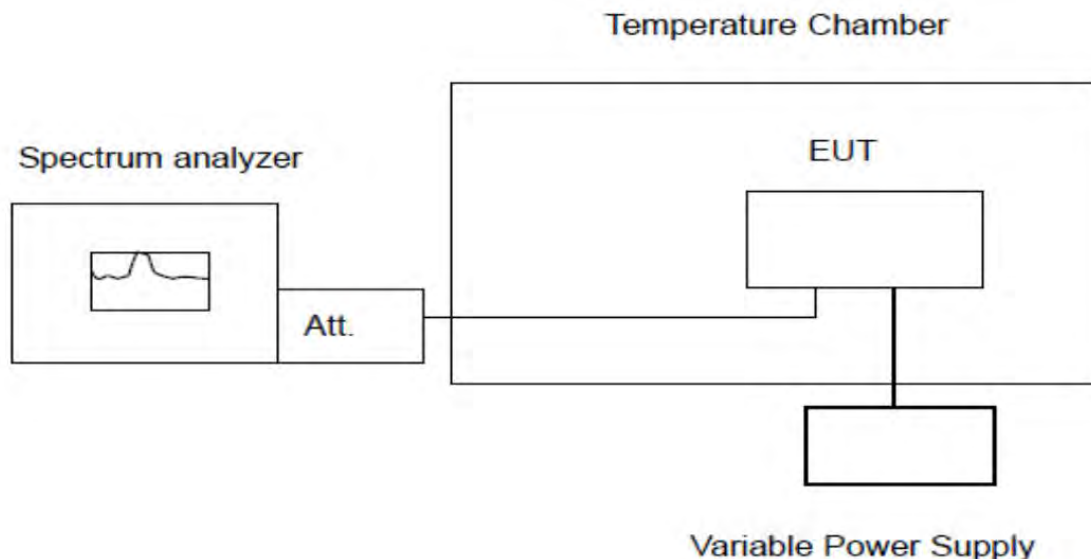 Temperature Chamber
Spectrum analyzer
EUT
Att.
Variable Power Supply